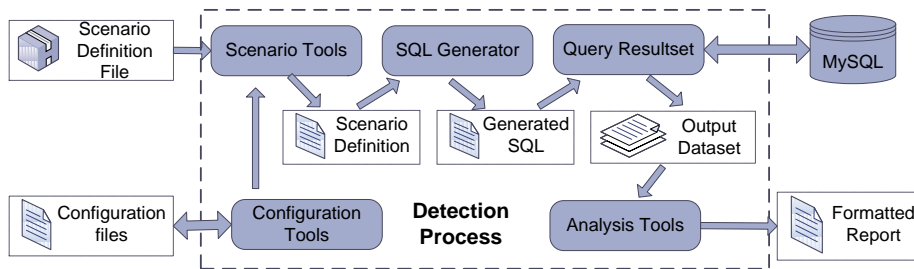 Scenario
Definition
File
Scenario Tools
SQL Generator
Query Resultset
MySQL
Scenario
Definition
Generated
SQL
Output
Dataset
Configuration
files
Configuration
Tools
Detection
Process
Analysis Tools
Formatted
Report